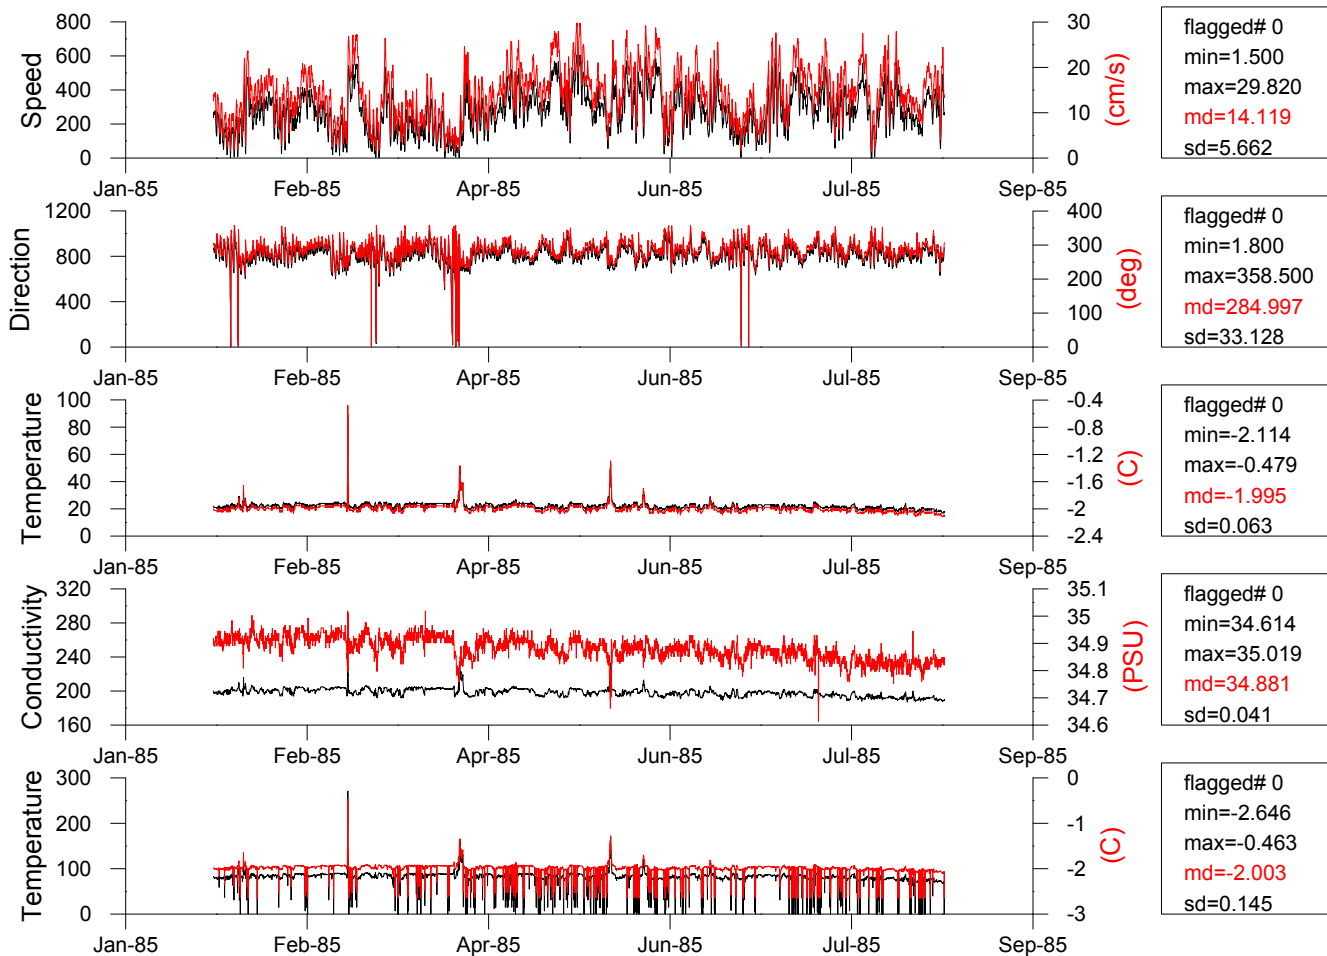 Speed
800
600
400
200
0
30
20
10
0
(cm/s)
Jan-85 Feb-85 Apr-85 Jun-85 Jul-85 Sep-85
flagged# 0
min=1.500
max=29.820
md=14.119
sd=5.662
Direction
1200
800
400
0
400
300
200
100
0
(deg)
Jan-85 Feb-85 Apr-85 Jun-85 Jul-85 Sep-85
flagged# 0
min=1.800
max=358.500
md=284.997
sd=33.128
Temperature
100
80
60
40
20
0
-0.4
-0.8
-1.2
-1.6
-2
-2.4
(C)
Jan-85 Feb-85 Apr-85 Jun-85 Jul-85 Sep-85
flagged# 0
min=-2.114
max=-0.479
md=-1.995
sd=0.063
Conductivity
320
280
240
200
160
35.1
35
34.9
34.8
34.7
34.6
(PSU)
Jan-85 Feb-85 Apr-85 Jun-85 Jul-85 Sep-85
flagged# 0
min=34.614
max=35.019
md=34.881
sd=0.041
Temperature
300
200
100
0
0
-1
-2
-3
(C)
Jan-85 Feb-85 Apr-85 Jun-85 Jul-85 Sep-85
flagged# 0
min=-2.646
max=-0.463
md=-2.003
sd=0.145